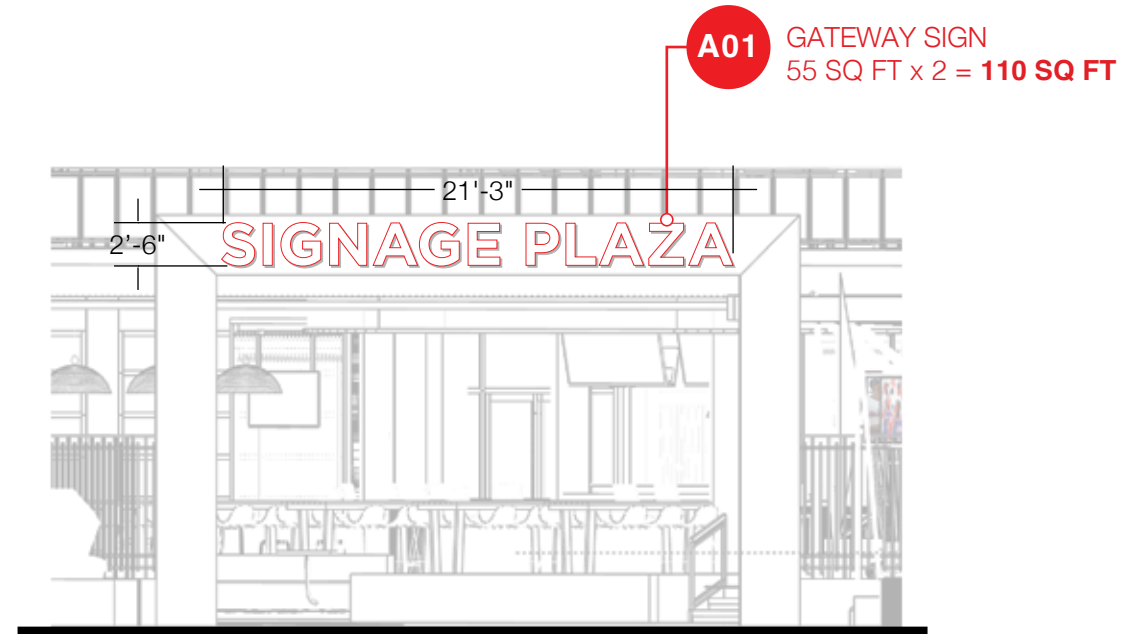 A01
GATEWAY SIGN
55 SQ FT x 2 = 110 SQ FT
21'-3"
2’-6"
SIGNAGE PLAZA